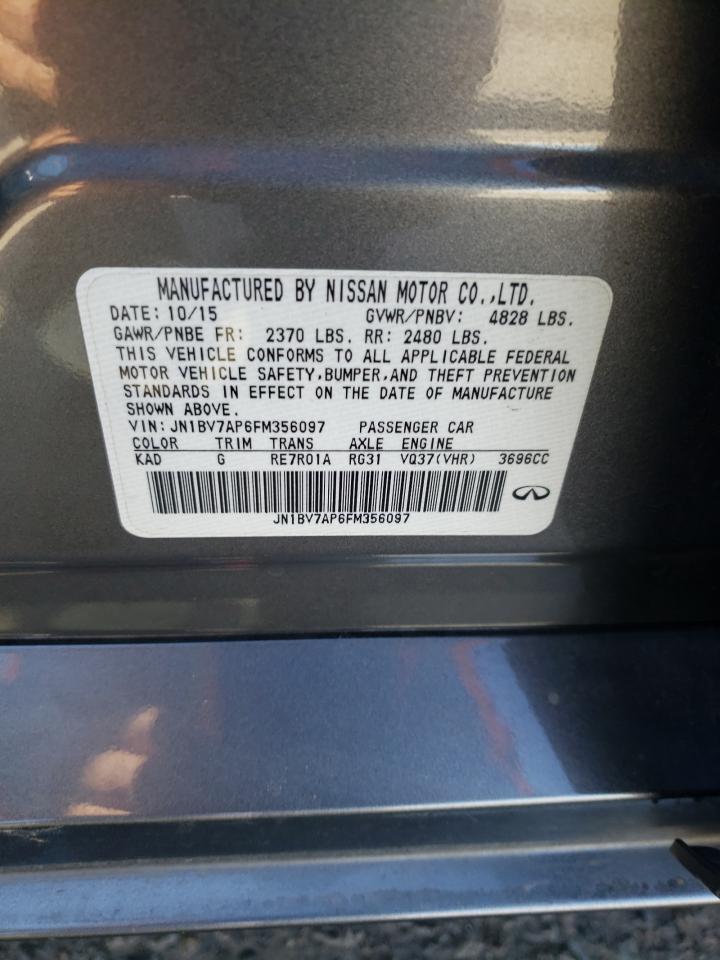 MANUFACTURED BY NISSAN MOTOR CO.,LTD.
DATE: 10/15 GVWR/PNBV: 4828 LBS.
GAWR/PNBE FR: 2370 LBS. RR: 2480 LBS.
THIS VEHICLE CONFORMS TO ALL APPLICABLE FEDERAL
MOTOR VEHICLE SAFETY,BUMPER,AND THEFT PREVENTION
STANDARDS IN EFFECT ON THE DATE OF MANUFACTURE
SHOWN ABOVE.
VIN: JN1BV7AP6FM356097 PASSENGER CAR
COLOR TRIM TRANS AXLE ENGINE
KAD G RE7R01A RG31 VQ37(VHR) 3696CC
JN1BV7AP6FM356097